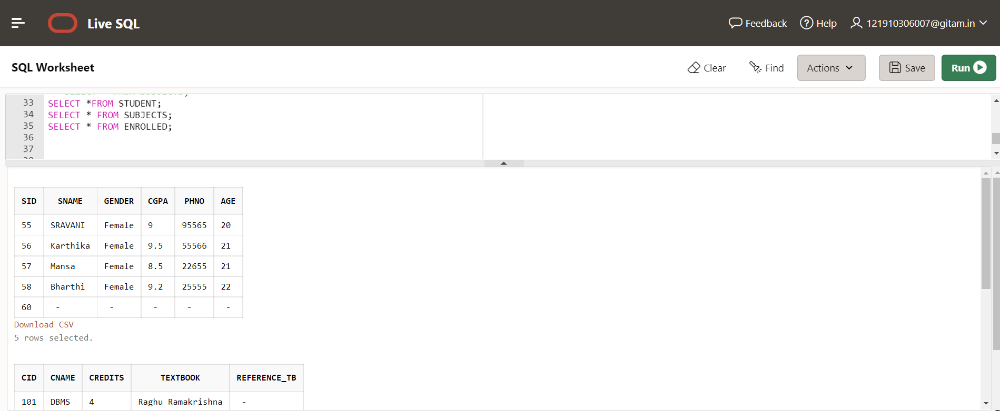 Live SQL
Feedback
Help
121910306007@gitam.in
SQL Worksheet
Clear
Find
Actions
Save
Run
33 SELECT *FROM STUDENT;
34 SELECT * FROM SUBJECTS;
35 SELECT * FROM ENROLLED;
36
37
SID SNAME GENDER CGPA PHNO AGE
55 SRAVANI Female 9 95565 20
56 Karthika Female 9.5 55566 21
57 Mansa Female 8.5 22655 21
58 Bharthi Female 9.2 25555 22
60 - - - - -
Download CSV
5 rows selected.
CID CNAME CREDITS TEXTBOOK REFERENCE_TB
101 DBMS 4 Raghu Ramakrishna -